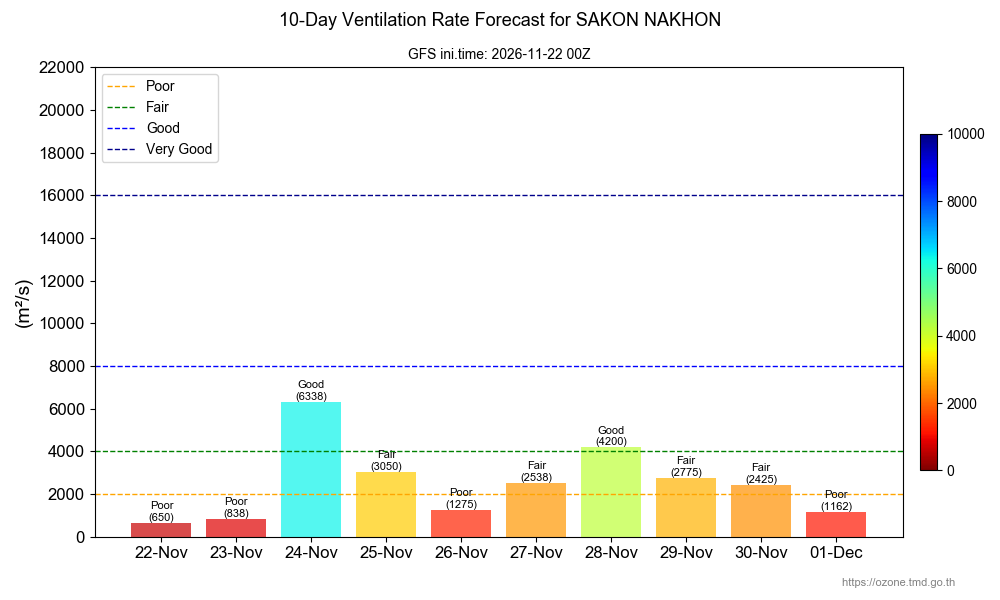 10-Day Ventilation Rate Forecast for SAKON NAKHON
GFS ini.time: 2026-11-22 00Z
(m²/s)
22000
20000
18000
16000
14000
12000
10000
8000
6000
4000
2000
0
Poor
Fair
Good
Very Good
Poor
(650)
Poor
(838)
Good
(6338)
Fair
(3050)
Poor
(1275)
Fair
(2538)
Good
(4200)
Fair
(2775)
Fair
(2425)
Poor
(1162)
22-Nov 23-Nov 24-Nov 25-Nov 26-Nov 27-Nov 28-Nov 29-Nov 30-Nov 01-Dec
10000
8000
6000
4000
2000
0
https://ozone.tmd.go.th